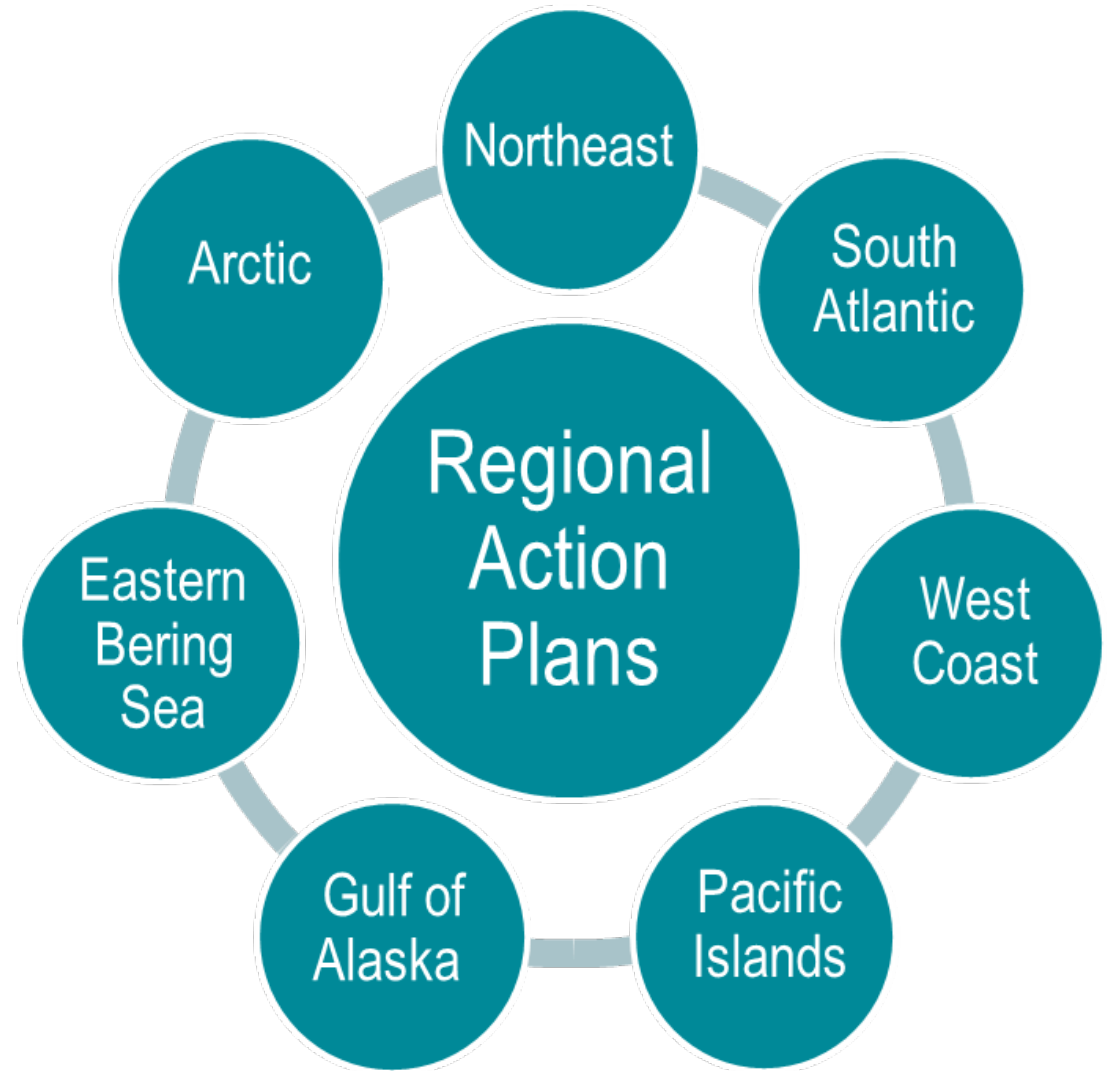 Northeast
South
Atlantic
West
Coast
Pacific
Islands
Gulf of
Alaska
Eastern
Bering
Sea
Arctic
Regional
Action
Plans